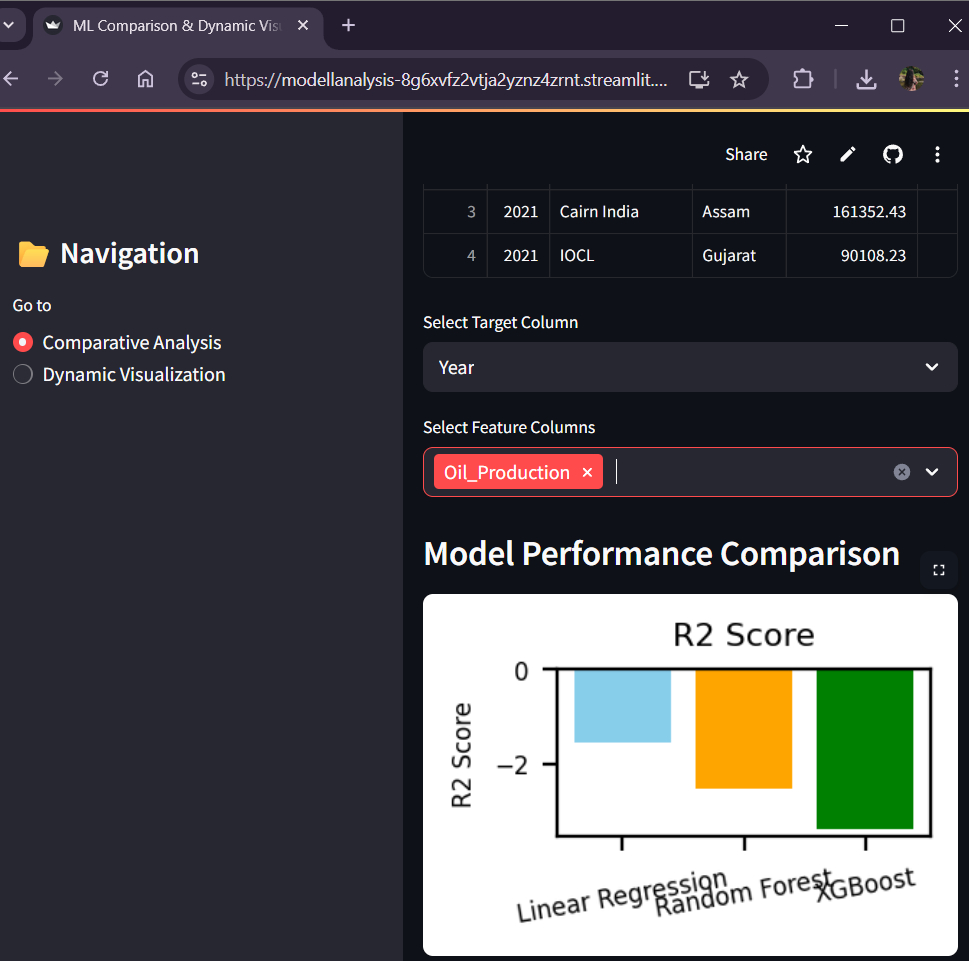 ML Comparison & Dynamic Vis
https://modellanalysis-8g6xvfz2vtja2yznz4zrnt.streamlit....
Share
3 2021 Cairn India Assam 161352.43
4 2021 IOCL Gujarat 90108.23
📂 Navigation
Go to
Comparative Analysis
Dynamic Visualization
Select Target Column
Year
Select Feature Columns
Oil_Production ×
Model Performance Comparison
R2 Score
R2 Score
0
−2
Linear Regression
Random Forest
XGBoost